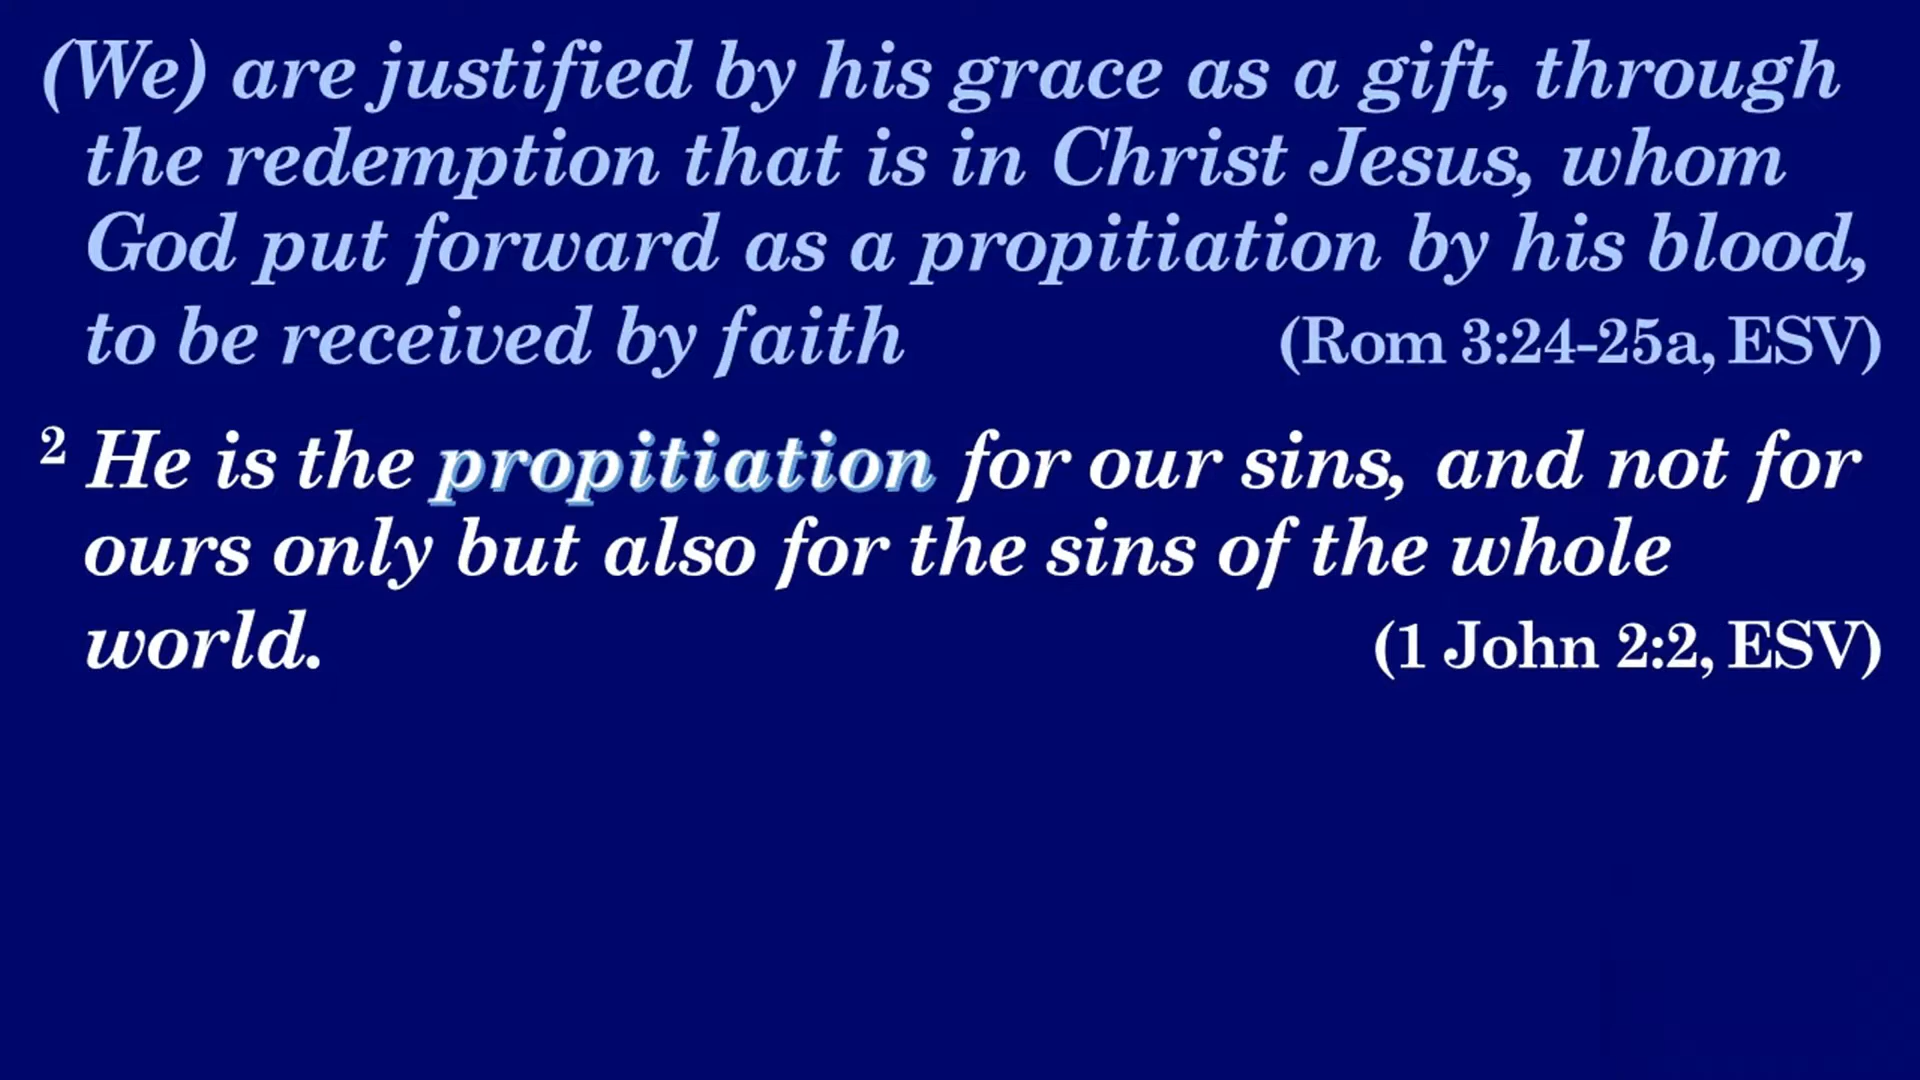 (We) are justified by his grace as a gift, through
the redemption that is in Christ Jesus, whom
God put forward as a propitiation by his blood,
to be received by faith (Rom 3:24-25a, ESV)
2 He is the propitiation for our sins, and not for
ours only but also for the sins of the whole
world. (1 John 2:2, ESV)